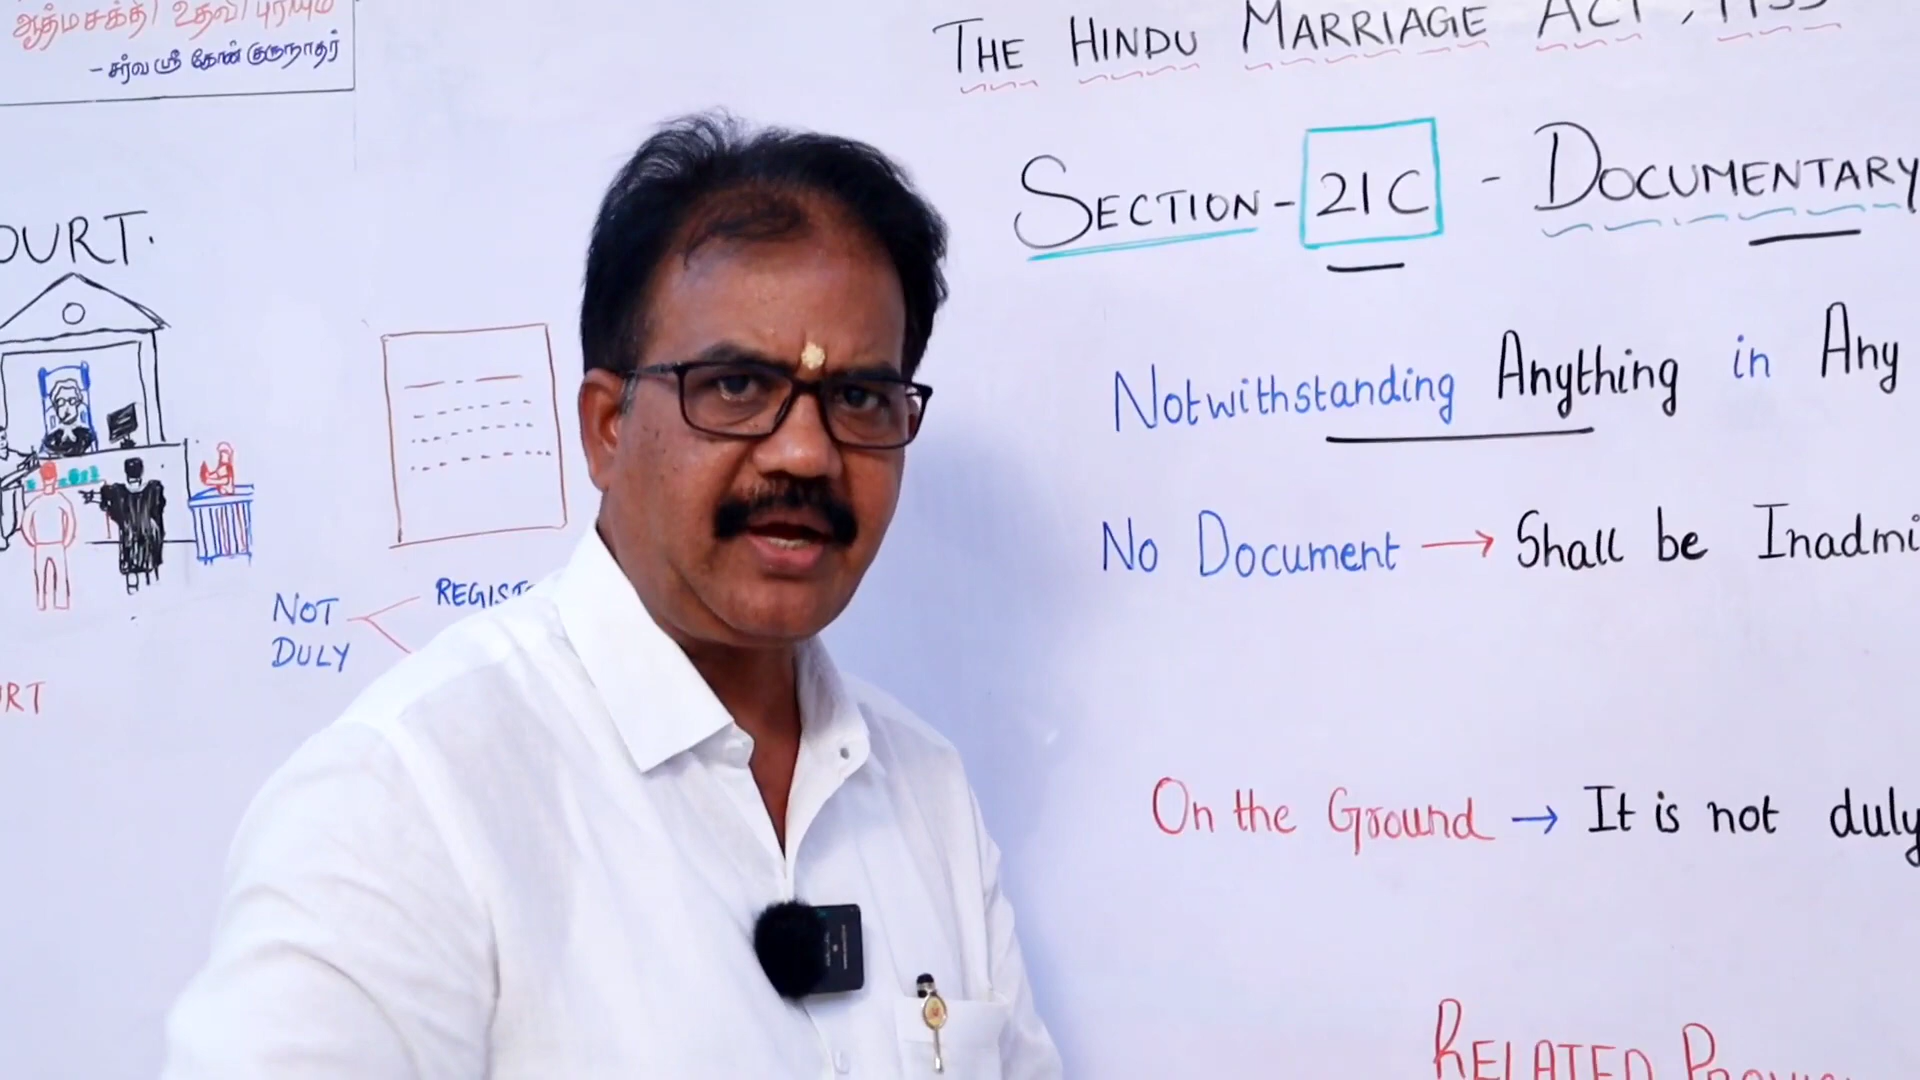 ஆத்மசக்தி உதவி புரியும்
- சர்வ ஸ்ரீ கேண் குருநாதர்
THE HINDU MARRIAGE ACT, 1955
SECTION - 21C - DOCUMENTARY
Notwithstanding Anything in Any
No Document → Shall be Inadmi
On the Ground → It is not duly
RELATED
OURT.
NOT DULY
REGIST
RT